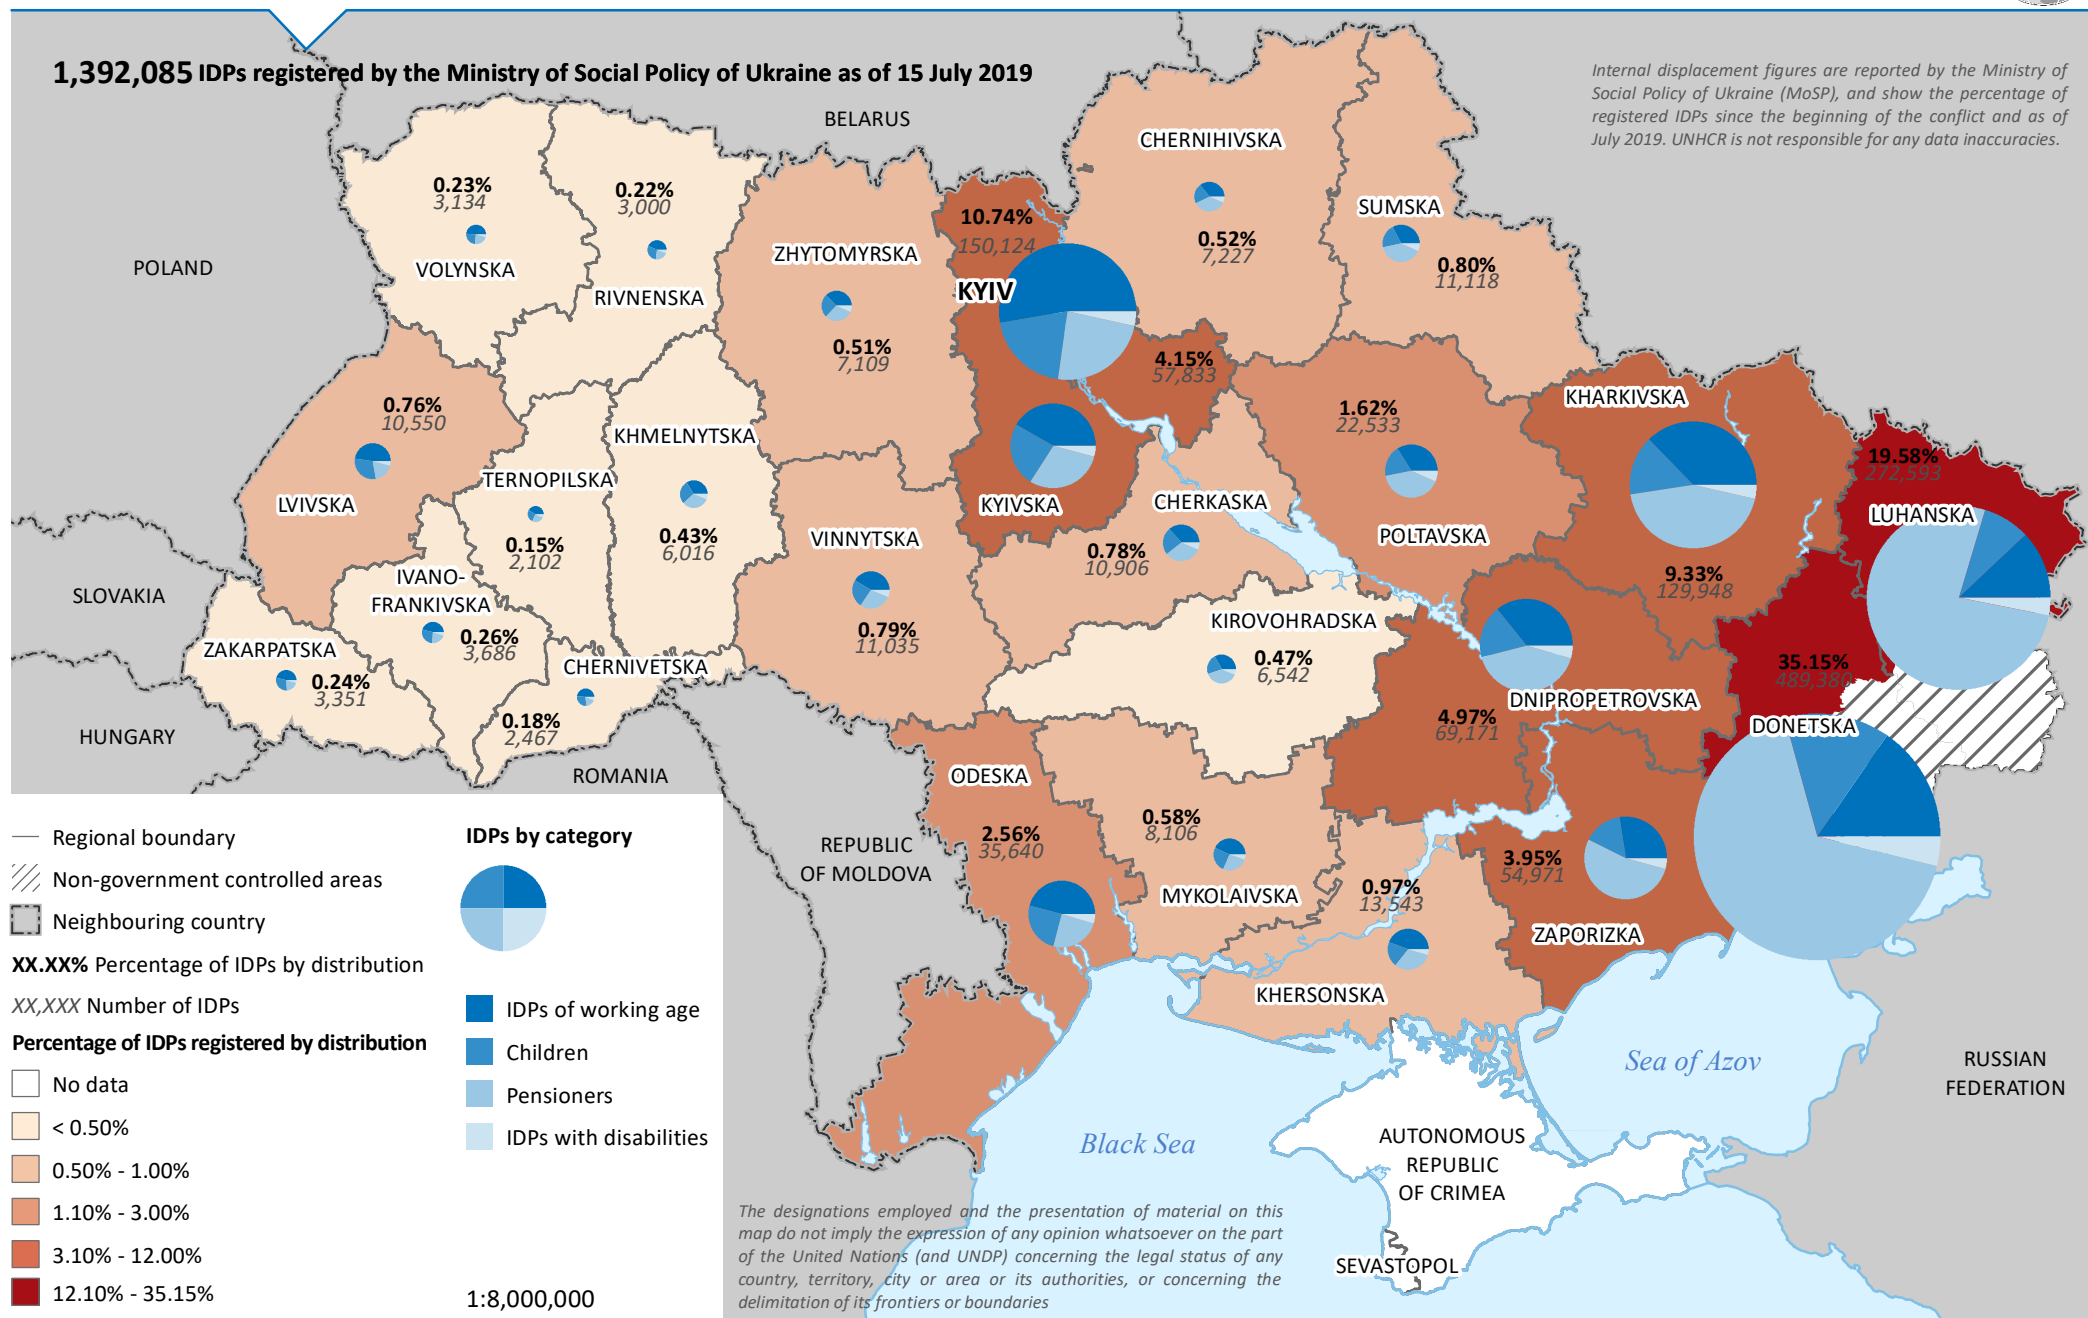 1,392,085 IDPs registered by the Ministry of Social Policy of Ukraine as of 15 July 2019
Internal displacement figures are reported by the Ministry of
Social Policy of Ukraine (MoSP), and show the percentage of
registered IDPs since the beginning of the conflict and as of
July 2019. UNHCR is not responsible for any data inaccuracies.
BELARUS
POLAND
SLOVAKIA
HUNGARY
ROMANIA
REPUBLIC
OF MOLDOVA
RUSSIAN
FEDERATION
0.23%
3,134
VOLYNSKA
0.22%
3,000
RIVNENSKA
ZHYTOMYRSKA
0.51%
7,109
10.74%
150,124
KYIV
4.15%
57,833
KYIVSKA
CHERNIHIVSKA
0.52%
7,227
SUMSKA
0.80%
11,118
0.76%
10,550
LVIVSKA
TERNOPILSKA
0.15%
2,102
KHMELNYTSKA
0.43%
6,016
VINNYTSKA
0.79%
11,035
CHERKASKA
0.78%
10,906
1.62%
22,533
POLTAVSKA
KHARKIVSKA
9.33%
129,948
19.58%
272,593
LUHANSKA
IVANO-
FRANKIVSKA
0.26%
3,686
ZAKARPATSKA
0.24%
3,351
CHERNIVETSKA
0.18%
2,467
KIROVOHRADSKA
0.47%
6,542
DNIPROPETROVSKA
4.97%
69,171
35.15%
489,380
DONETSKA
ODESKA
2.56%
35,640
0.58%
8,106
MYKOLAIVSKA
0.97%
13,543
KHERSONSKA
3.95%
54,971
ZAPORIZKA
Sea of Azov
Black Sea
AUTONOMOUS
REPUBLIC
OF CRIMEA
SEVASTOPOL
Regional boundary
Non-government controlled areas
Neighbouring country
XX.XX% Percentage of IDPs by distribution
XX,XXX Number of IDPs
Percentage of IDPs registered by distribution
No data
< 0.50%
0.50% - 1.00%
1.10% - 3.00%
3.10% - 12.00%
12.10% - 35.15%
IDPs by category
IDPs of working age
Children
Pensioners
IDPs with disabilities
1:8,000,000
The designations employed and the presentation of material on this
map do not imply the expression of any opinion whatsoever on the part
of the United Nations (and UNDP) concerning the legal status of any
country, territory, city or area or its authorities, or concerning the
delimitation of its frontiers or boundaries